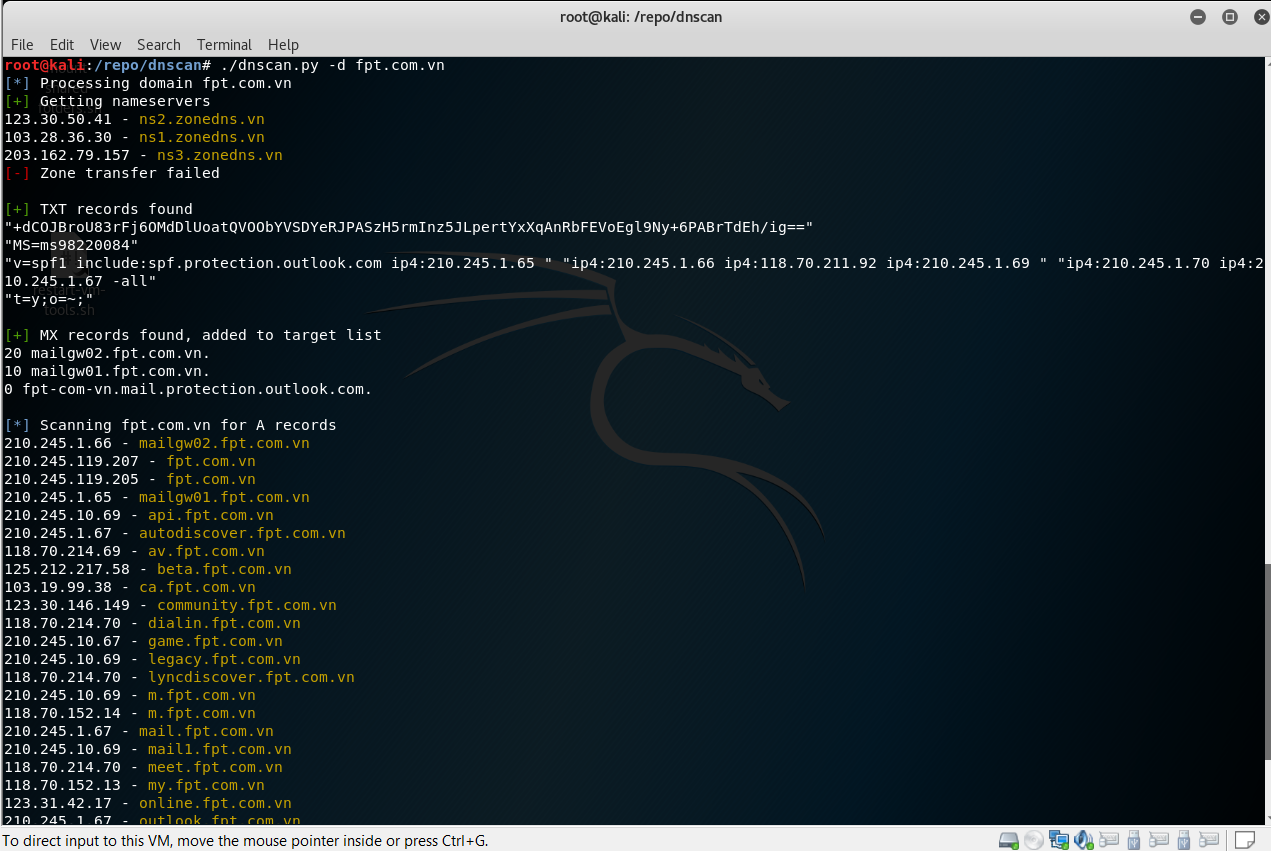 root@kali: /repo/dnscan
File Edit View Search Terminal Help
root@kali:/repo/dnscan# ./dnscan.py -d fpt.com.vn
[*] Processing domain fpt.com.vn
[+] Getting nameservers
123.30.50.41 - ns2.zonedns.vn
103.28.36.30 - ns1.zonedns.vn
203.162.79.157 - ns3.zonedns.vn
[-] Zone transfer failed
[+] TXT records found
"+dCOJBroU83rFj6OMdDlUoatQVOObYVSDYeRJPASzH5rmInz5JLpertYxXqAnRbFEVoEgl9Ny+6PABrTdEh/ig=="
"MS=ms98220084"
"v=spf1 include:spf.protection.outlook.com ip4:210.245.1.65 " "ip4:210.245.1.66 ip4:118.70.211.92 ip4:210.245.1.69 " "ip4:210.245.1.70 ip4:2
10.245.1.67 -all"
restart-vm-
"t=y;o=~;"
tools.sh
[+] MX records found, added to target list
20 mailgw02.fpt.com.vn.
10 mailgw01.fpt.com.vn.
0 fpt-com-vn.mail.protection.outlook.com.
[*] Scanning fpt.com.vn for A records
210.245.1.66 - mailgw02.fpt.com.vn
210.245.119.207 - fpt.com.vn
210.245.119.205 - fpt.com.vn
210.245.1.65 - mailgw01.fpt.com.vn
210.245.10.69 - api.fpt.com.vn
210.245.1.67 - autodiscover.fpt.com.vn
118.70.214.69 - av.fpt.com.vn
125.212.217.58 - beta.fpt.com.vn
103.19.99.38 - ca.fpt.com.vn
123.30.146.149 - community.fpt.com.vn
118.70.214.70 - dialin.fpt.com.vn
210.245.10.67 - game.fpt.com.vn
210.245.10.69 - legacy.fpt.com.vn
118.70.214.70 - lyncdiscover.fpt.com.vn
210.245.10.69 - m.fpt.com.vn
118.70.152.14 - m.fpt.com.vn
210.245.1.67 - mail.fpt.com.vn
210.245.10.69 - mail1.fpt.com.vn
118.70.214.70 - meet.fpt.com.vn
118.70.152.13 - my.fpt.com.vn
123.31.42.17 - online.fpt.com.vn
210.245.1.67 - outlook.fpt.com.vn
To direct input to this VM, move the mouse pointer inside or press Ctrl+G.